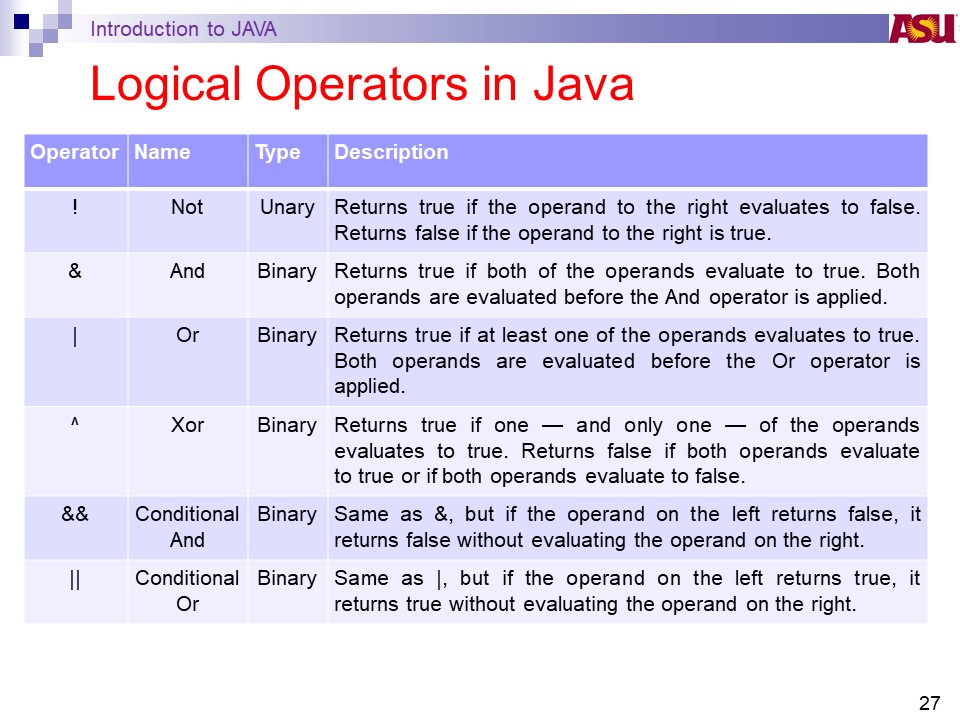 Introduction to JAVA
ASU
Logical Operators in Java
Operator Name Type Description
! Not Unary Returns true if the operand to the right evaluates to false.
Returns false if the operand to the right is true.
& And Binary Returns true if both of the operands evaluate to true. Both
operands are evaluated before the And operator is applied.
| Or Binary Returns true if at least one of the operands evaluates to true.
Both operands are evaluated before the Or operator is
applied.
^ Xor Binary Returns true if one — and only one — of the operands
evaluates to true. Returns false if both operands evaluate
to true or if both operands evaluate to false.
&& Conditional Binary Same as &, but if the operand on the left returns false, it
And returns false without evaluating the operand on the right.
|| Conditional Binary Same as |, but if the operand on the left returns true, it
Or returns true without evaluating the operand on the right.
27